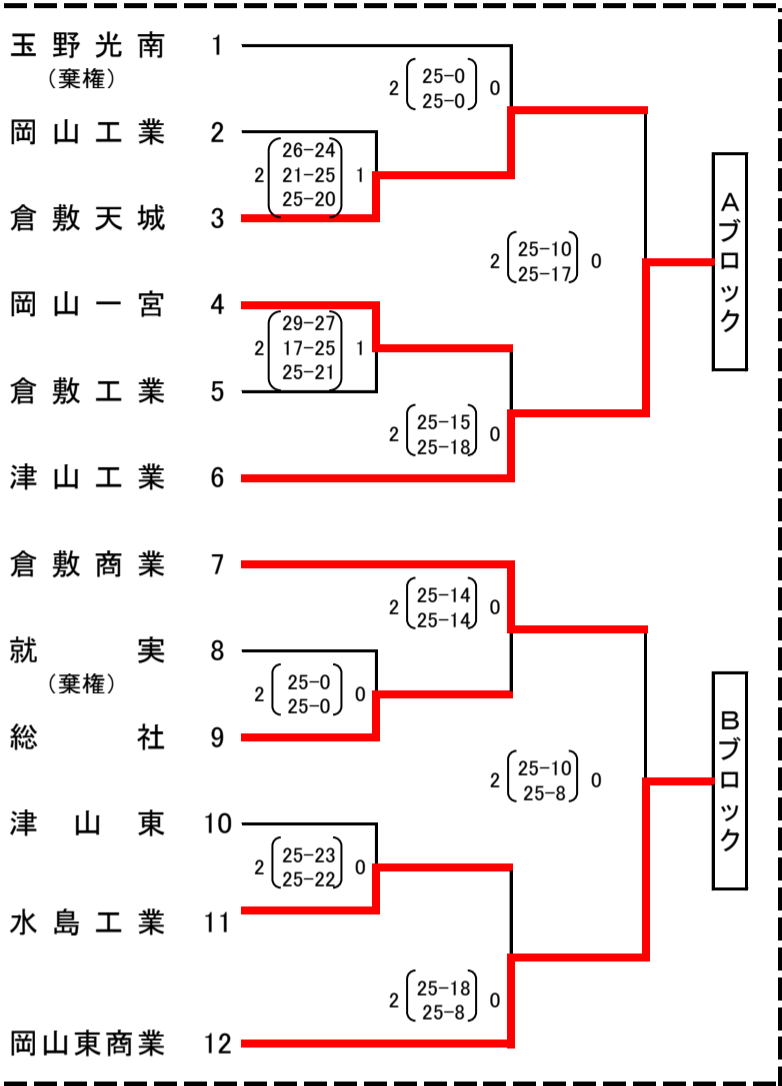 玉野光南 1
（棄権）
2 25-0 0
25-0
岡山工業 2
26-24
2 21-25 1
25-20
倉敷天城 3
Aブロック
2 25-10 0
25-17
岡山一宮 4
29-27
2 17-25 1
25-21
倉敷工業 5
2 25-15 0
25-18
津山工業 6
倉敷商業 7
2 25-14 0
25-14
就実 8
（棄権）
2 25-0 0
25-0
総社 9
Bブロック
2 25-10 0
25-8
津山東 10
2 25-23 0
25-22
水島工業 11
2 25-18 0
25-8
岡山東商業 12